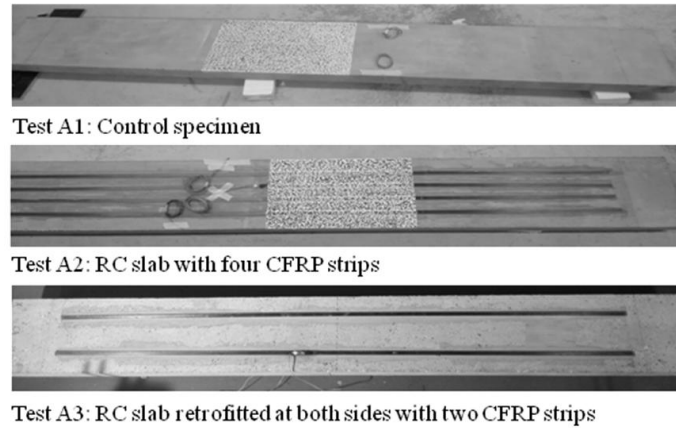 Test A1: Control specimen
Test A2: RC slab with four CFRP strips
Test A3: RC slab retrofitted at both sides with two CFRP strips